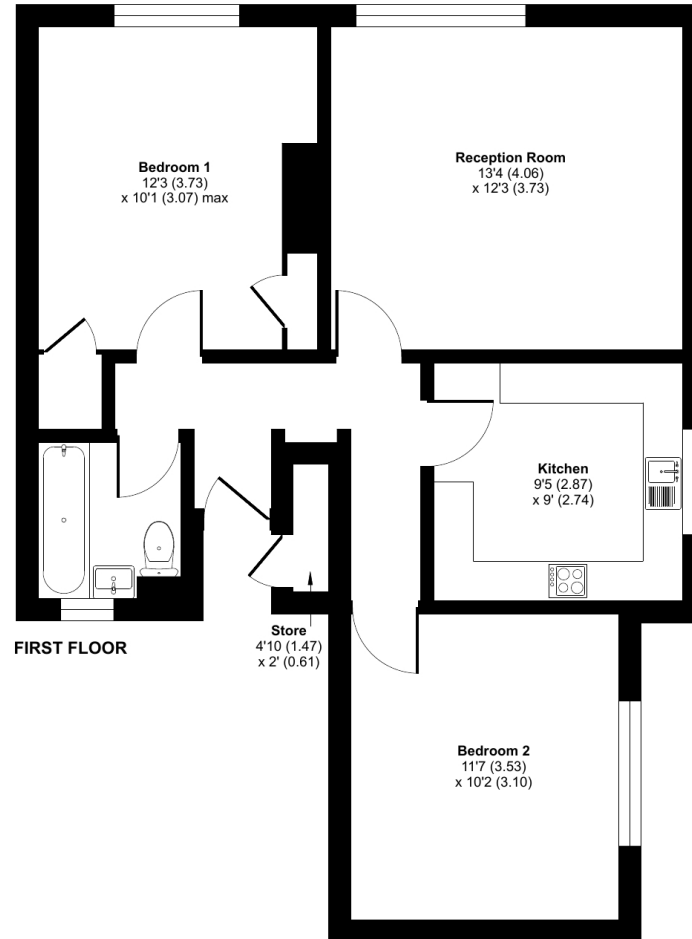 Bedroom 1
12'3 (3.73)
x 10'1 (3.07) max
Reception Room
13'4 (4.06)
x 12'3 (3.73)
Kitchen
9'5 (2.87)
x 9' (2.74)
FIRST FLOOR
Store
4'10 (1.47)
x 2' (0.61)
Bedroom 2
11'7 (3.53)
x 10'2 (3.10)